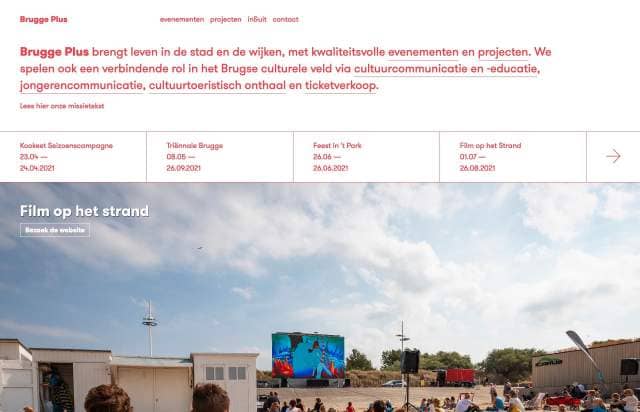 Brugge Plus
evenementen projecten in&uit contact
Brugge Plus brengt leven in de stad en de wijken, met kwaliteitsvolle evenementen en projecten. We
spelen ook een verbindende rol in het Brugse culturele veld via cultuurcommunicatie en -educatie,
jongerencommunicatie, cultuurtoeristisch onthaal en ticketverkoop.
Lees hier onze missietekst
Kookeet Seizoenscampagne
23.04 —
24.04.2021
Triënnale Brugge
08.05 —
26.09.2021
Feest in 't Park
26.06 —
26.06.2021
Film op het Strand
01.07 —
26.08.2021
Film op het strand
Bezoek de website